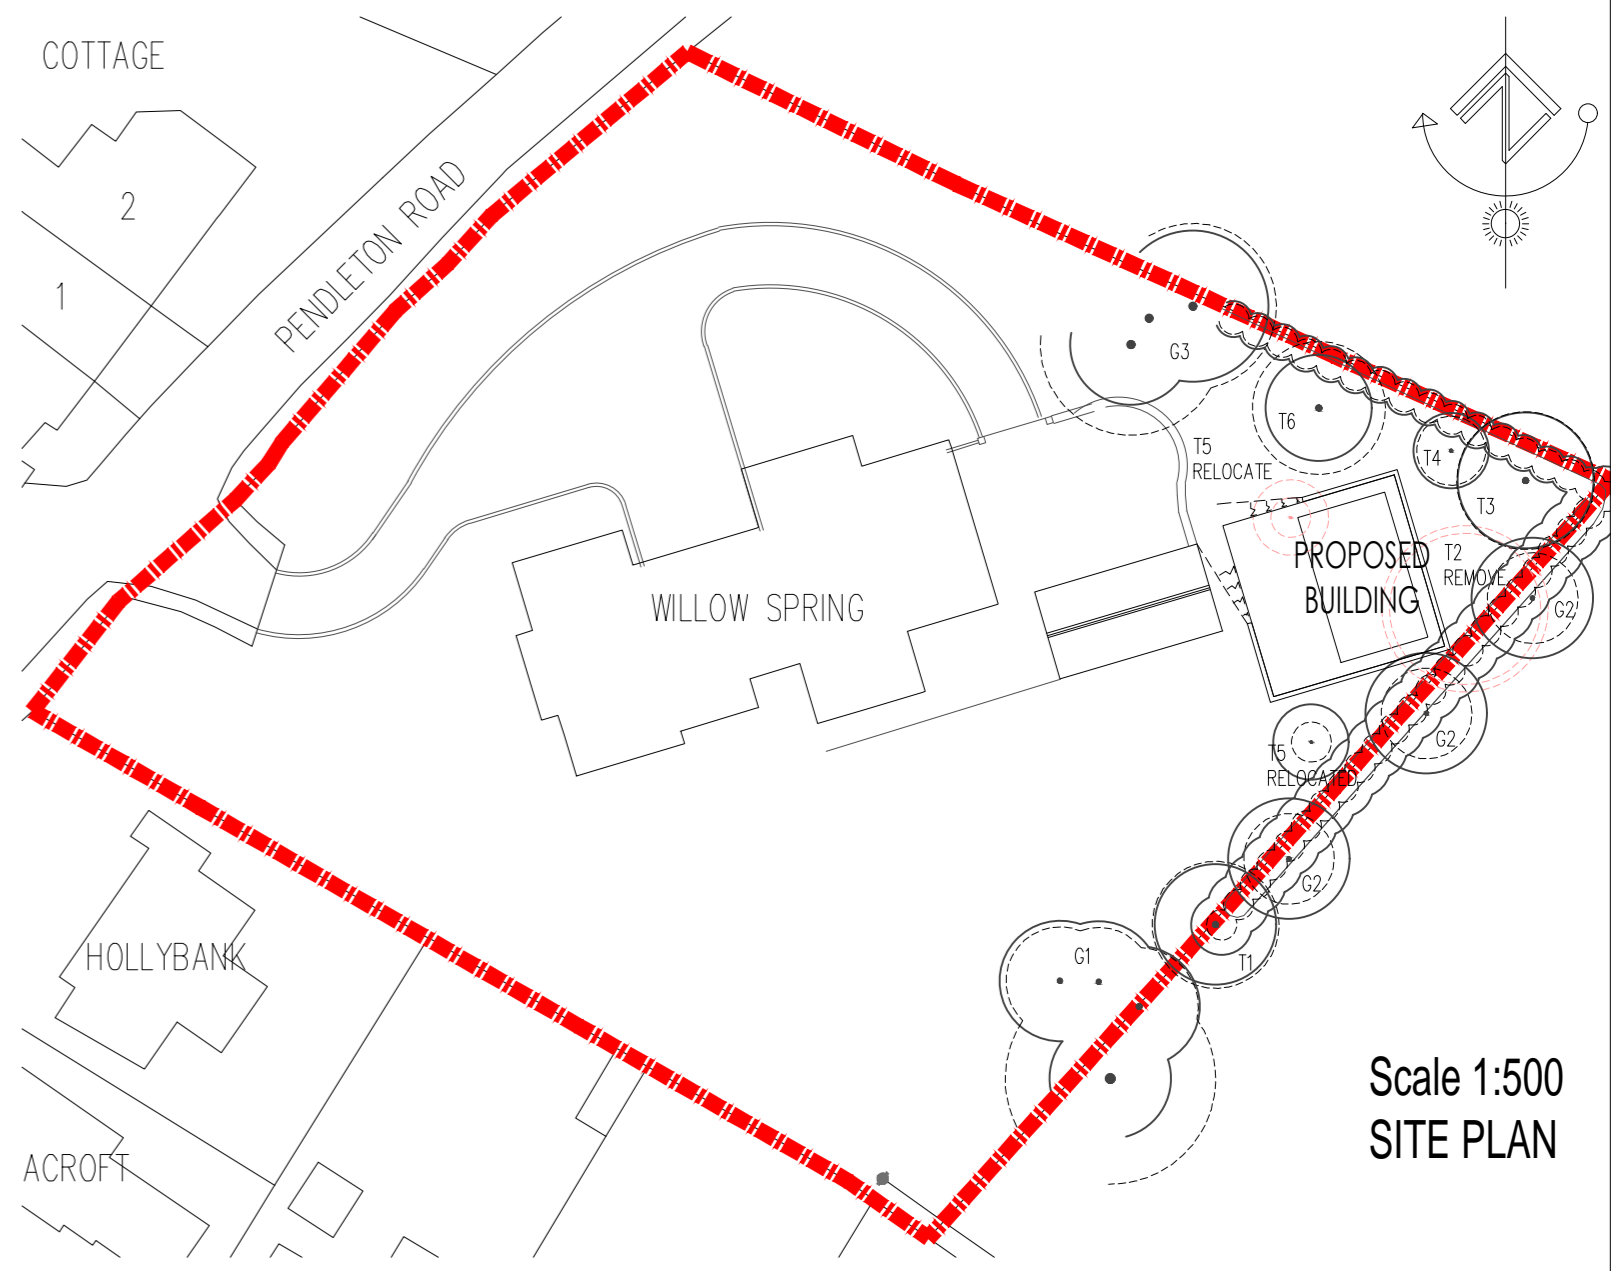 COTTAGE
2
1
PENDLETON ROAD
G3
T6
T5
RELOCATE
T4
T3
PROPOSED
BUILDING
T2
REMOVE
G2
WILLOW SPRING
G2
T5
RELOCATED
G2
T1
G1
HOLLYBANK
ACROFT
Scale 1:500
SITE PLAN